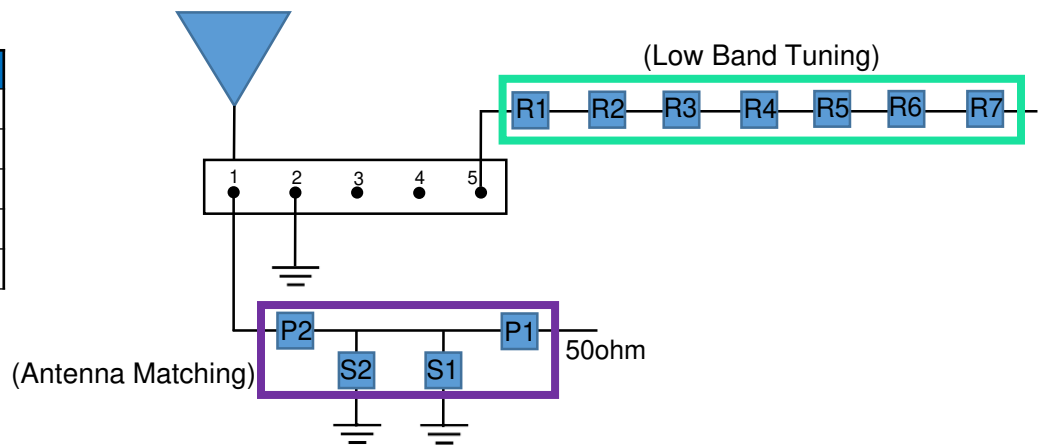 (Low Band Tuning)
R1 R2 R3 R4 R5 R6 R7
1 2 3 4 5
P2 P1
50ohm
S2 S1
(Antenna Matching)